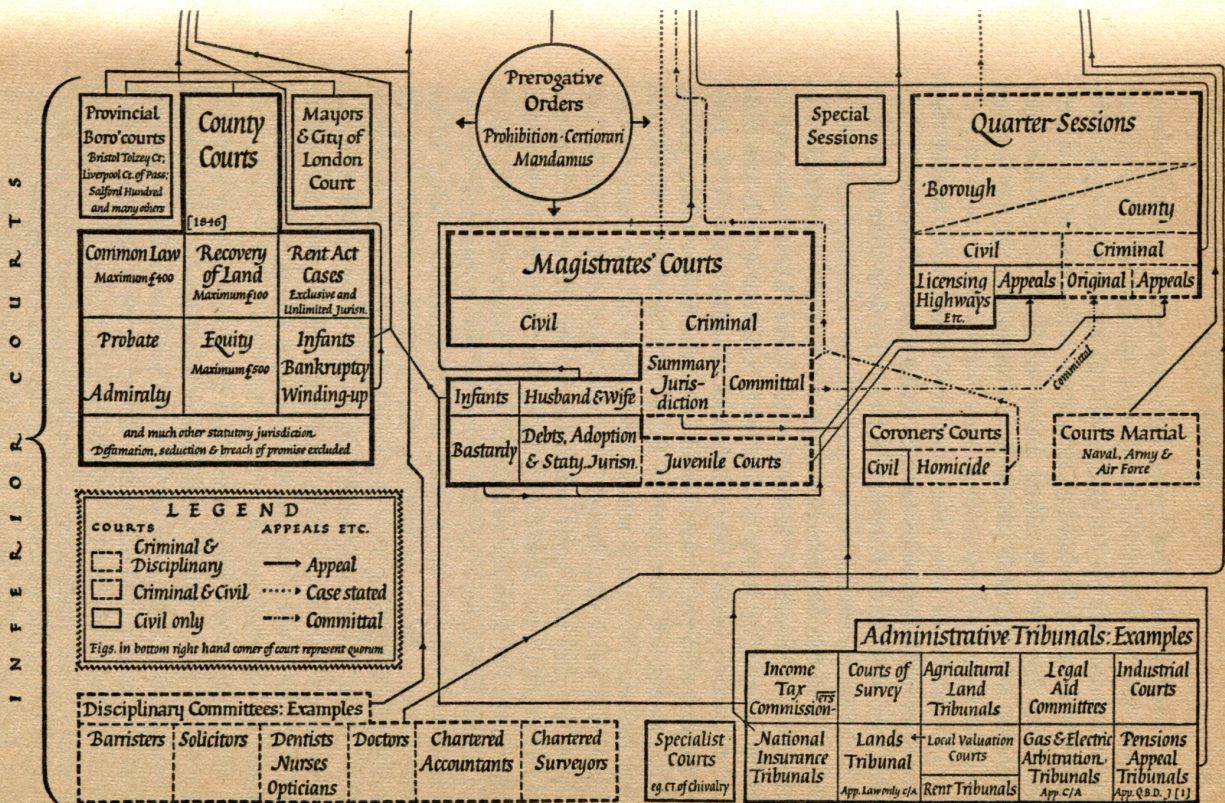 INFERIOR COURTS
Provincial
Boro' courts
Bristol Tolzey Ct;
Liverpool Ct. of Pass;
Salford Hundred
and many others
County
Courts
[1846]
Mayors
& City of
London
Court
Common Law
Maximum £400
Recovery
of Land
Maximum £100
Rent Act
Cases
Exclusive and
Unlimited Jurisn.
Probate
Admiralty
Equity
Maximum £500
Infants
Bankruptcy
Winding-up
and much other statutory jurisdiction
Defamation, seduction & breach of promise excluded
Prerogative
Orders
Prohibition · Certiorari
Mandamus
Special
Sessions
Quarter Sessions
Borough
County
Civil
Criminal
Licensing
Highways
Etc.
Appeals
Original
Appeals
Magistrates' Courts
Civil
Criminal
Infants
Husband & Wife
Summary
Juris-
diction
Committal
Bastardy
Debts, Adoption
& Staty. Jurisn.
Juvenile Courts
Committal
Coroners' Courts
Civil
Homicide
Courts Martial
Naval, Army &
Air Force
LEGEND
COURTS
APPEALS ETC.
Criminal &
Disciplinary
Appeal
Criminal & Civil
Case stated
Civil only
Committal
Figs. in bottom right hand corner of court represent quorum
Disciplinary Committees: Examples
Barristers
Solicitors
Dentists
Nurses
Opticians
Doctors
Chartered
Accountants
Chartered
Surveyors
Specialist
Courts
eg. CT. of Chivalry
Administrative Tribunals: Examples
Income
Tax
Commission-
ers
Courts of
Survey
Agricultural
Land
Tribunals
Legal
Aid
Committees
Industrial
Courts
National
Insurance
Tribunals
Lands
Tribunal
App. Law only C/A
Local Valuation
Courts
Rent Tribunals
Gas & Electric
Arbitration
Tribunals
App. C/A
Pensions
Appeal
Tribunals
App. Q.B.D. J [1]